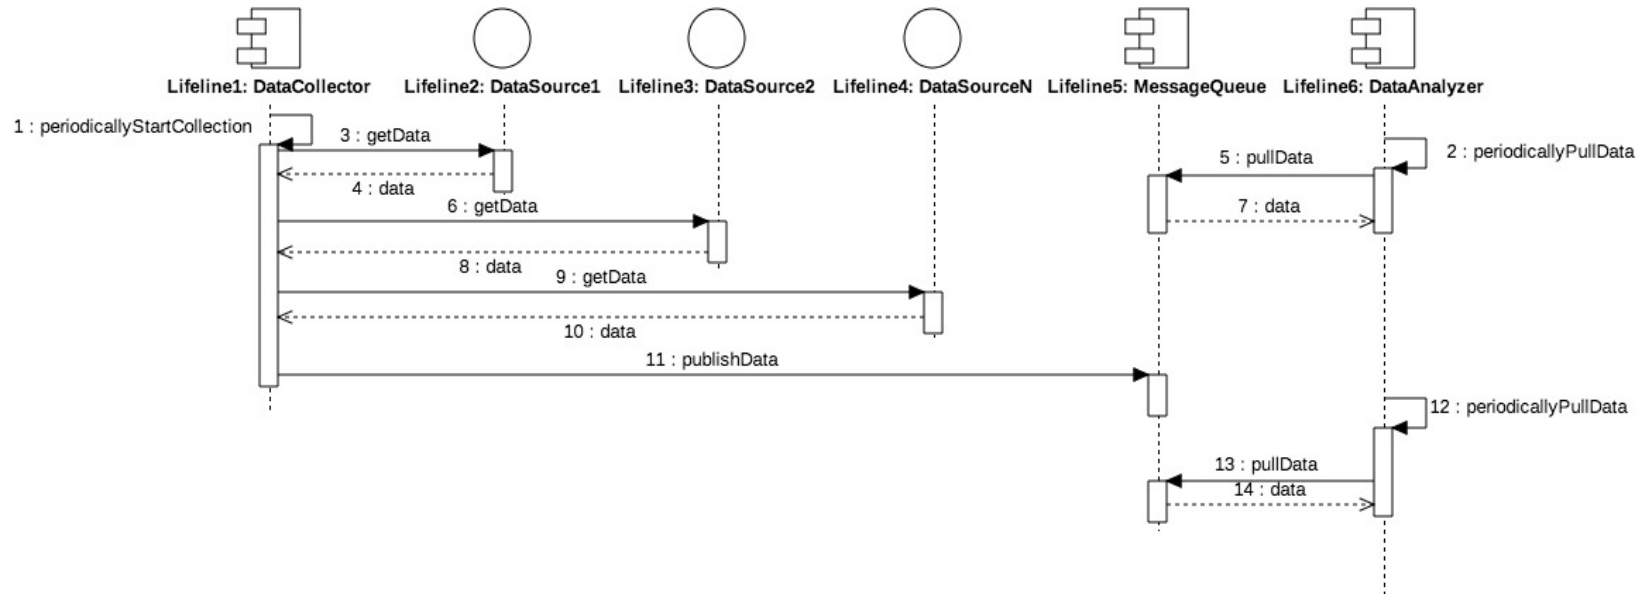 Lifeline1: DataCollector
Lifeline2: DataSource1
Lifeline3: DataSource2
Lifeline4: DataSourceN
Lifeline5: MessageQueue
Lifeline6: DataAnalyzer
1 : periodicallyStartCollection
3 : getData
2 : periodicallyPullData
5 : pullData
4 : data
6 : getData
7 : data
8 : data
9 : getData
10 : data
11 : publishData
12 : periodicallyPullData
13 : pullData
14 : data